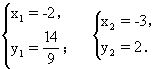 {x₁ = -2, {x₂ = -3,
{y₁ = 14/9; {y₂ = 2.